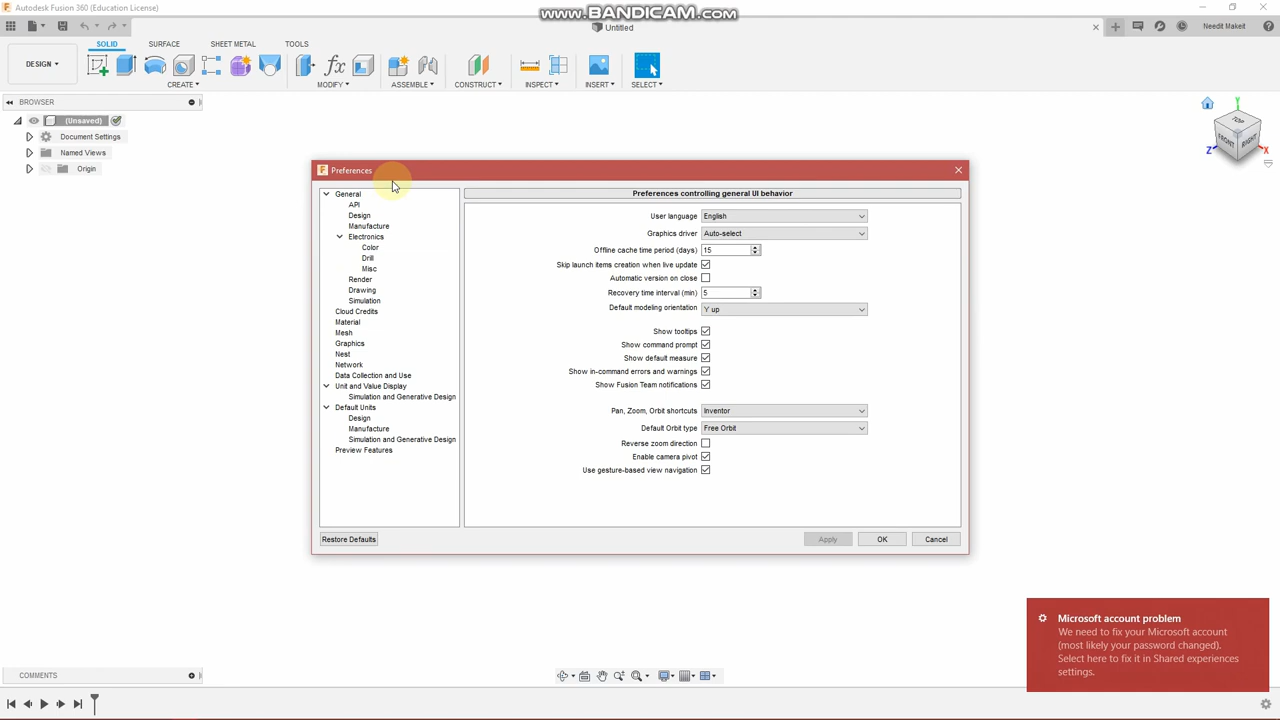 Autodesk Fusion 360 (Education License)
www.BANDICAM.com
Untitled
Needit Makeit
DESIGN
SOLID
SURFACE
SHEET METAL
TOOLS
CREATE
MODIFY
ASSEMBLE
CONSTRUCT
INSPECT
INSERT
SELECT
BROWSER
(Unsaved)
Document Settings
Named Views
Origin
TOP
FRONT
RIGHT
Y
Z
X
Preferences
General
API
Design
Manufacture
Electronics
Color
Drill
Misc
Render
Drawing
Simulation
Cloud Credits
Material
Mesh
Graphics
Nest
Network
Data Collection and Use
Unit and Value Display
Simulation and Generative Design
Default Units
Design
Manufacture
Simulation and Generative Design
Preview Features
Preferences controlling general UI behavior
User language English
Graphics driver Auto-select
Offline cache time period (days) 15
Skip launch items creation when live update
Automatic version on close
Recovery time interval (min) 5
Default modeling orientation Y up
Show tooltips
Show command prompt
Show default measure
Show in-command errors and warnings
Show Fusion Team notifications
Pan, Zoom, Orbit shortcuts Inventor
Default Orbit type Free Orbit
Reverse zoom direction
Enable camera pivot
Use gesture-based view navigation
Restore Defaults
Apply
OK
Cancel
Microsoft account problem
We need to fix your Microsoft account
(most likely your password changed).
Select here to fix it in Shared experiences
settings.
COMMENTS